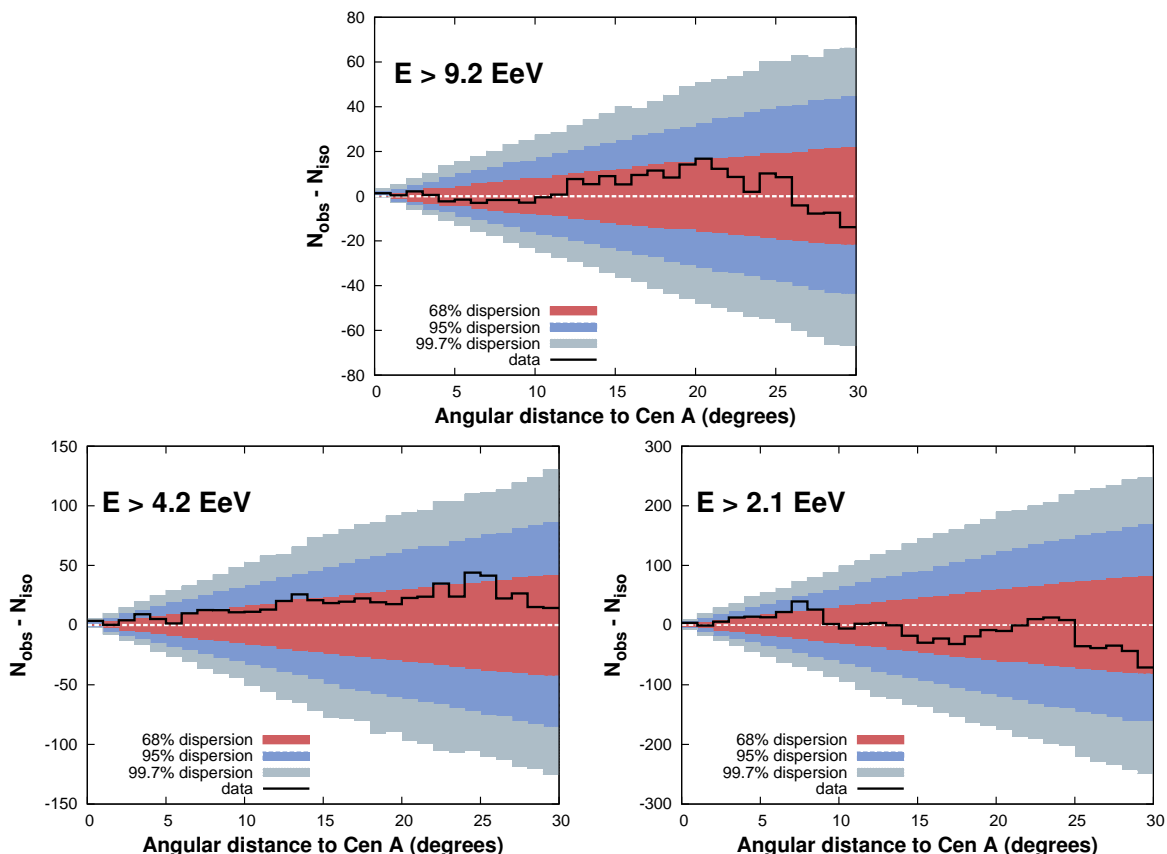 E > 9.2 EeV
N_obs - N_iso
80
60
40
20
0
-20
-40
-60
-80
68% dispersion
95% dispersion
99.7% dispersion
data
0 5 10 15 20 25 30
Angular distance to Cen A (degrees)
E > 4.2 EeV
N_obs - N_iso
150
100
50
0
-50
-100
-150
68% dispersion
95% dispersion
99.7% dispersion
data
0 5 10 15 20 25 30
Angular distance to Cen A (degrees)
E > 2.1 EeV
N_obs - N_iso
300
200
100
0
-100
-200
-300
68% dispersion
95% dispersion
99.7% dispersion
data
0 5 10 15 20 25 30
Angular distance to Cen A (degrees)